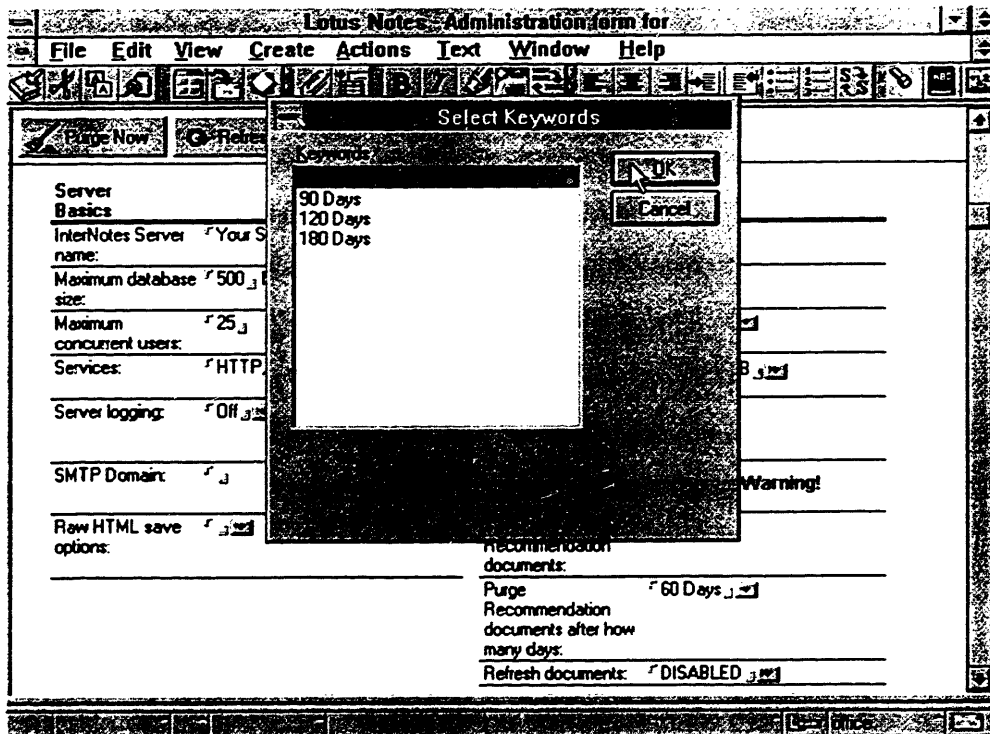 Lotus Notes - Administration form for
File Edit View Create Actions Text Window Help
Purge Now
Select Keywords
Keywords
90 Days
120 Days
180 Days
OK
Cancel
Server
Basics
InterNotes Server name: Your S
Maximum database size: 500
Maximum concurrent users: 25
Services: HTTP
B
Server logging: Off
SMTP Domain:
Warning!
Raw HTML save options:
Recommendation
documents:
Purge 60 Days
Recommendation
documents after how
many days:
Refresh documents: DISABLED